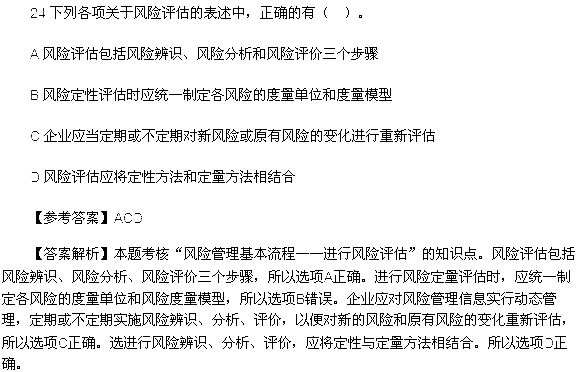 24 下列各项关于风险评估的表述中，正确的有（ ）。
A 风险评估包括风险辨识、风险分析和风险评价三个步骤
B 风险定性评估时应统一制定各风险的度量单位和度量模型
C 企业应当定期或不定期对新风险或原有风险的变化进行重新评估
D 风险评估应将定性方法和定量方法相结合
【参考答案】ACD
【答案解析】本题考核“风险管理基本流程——进行风险评估”的知识点。风险评估包括
风险辨识、风险分析、风险评价三个步骤，所以选项A正确。进行风险定量评估时，应统一制
定各风险的度量单位和风险度量模型，所以选项B错误。企业应对风险管理信息实行动态管
理，定期或不定期实施风险辨识、分析、评价，以便对新的风险和原有风险的变化重新评估，
所以选项C正确。选进行风险辨识、分析、评价，应将定性与定量方法相结合。所以选项D正
确。